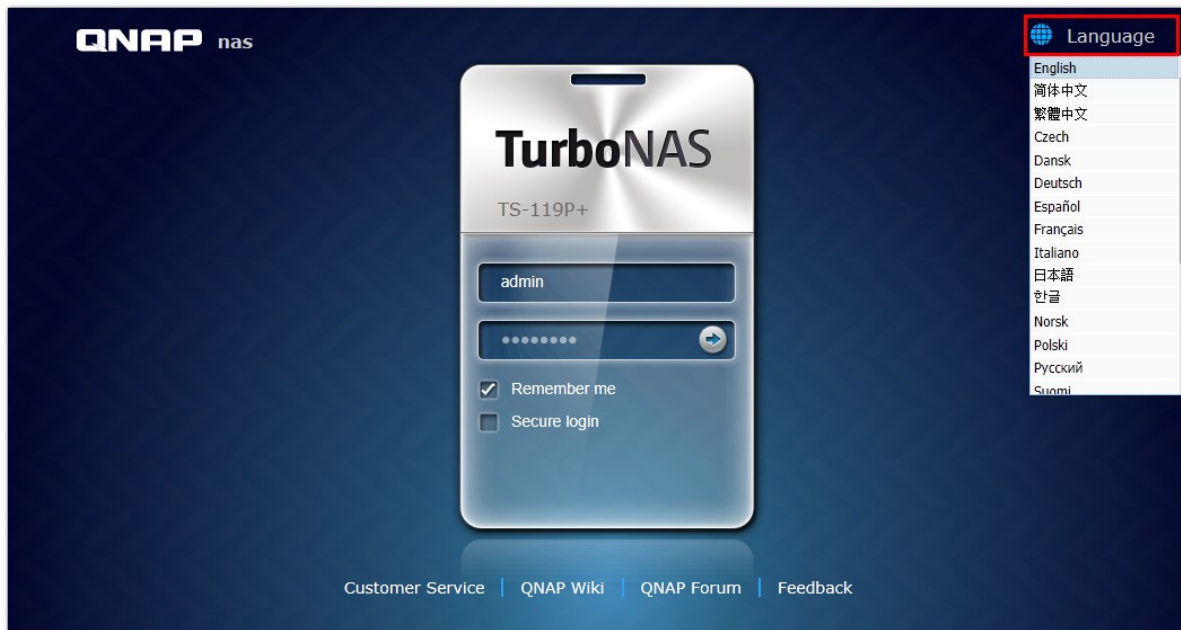 QNAP nas
Language
English
简体中文
繁體中文
Czech
Dansk
Deutsch
Español
Français
Italiano
日本語
한글
Norsk
Polski
Русский
Suomi
TurboNAS
TS-119P+
admin
Remember me
Secure login
Customer Service | QNAP Wiki | QNAP Forum | Feedback